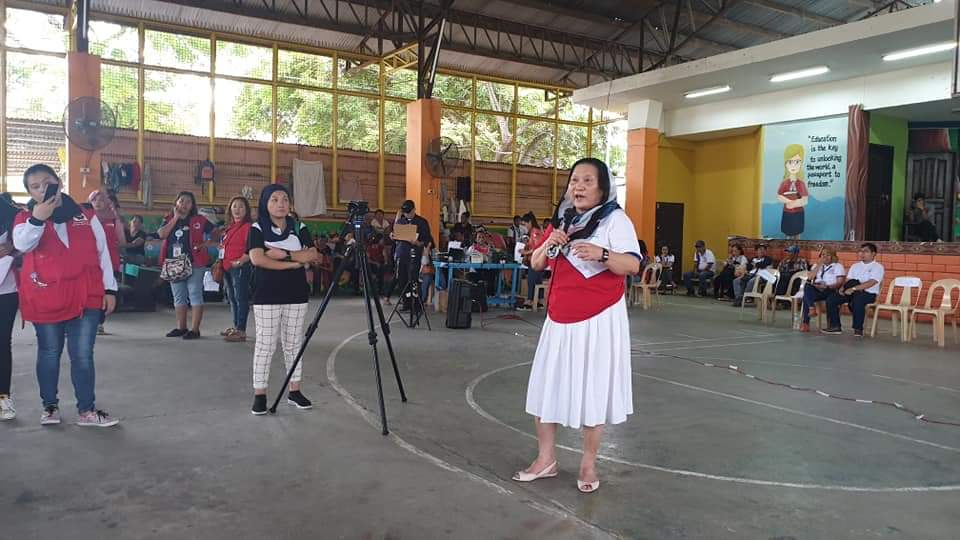 "Education
is the key
to unlocking
the world, a
passport to
freedom."